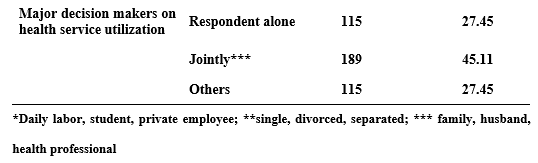 Major decision makers on Respondent alone 115 27.45
health service utilization
Jointly*** 189 45.11
Others 115 27.45
*Daily labor, student, private employee; **single, divorced, separated; *** family, husband,
health professional